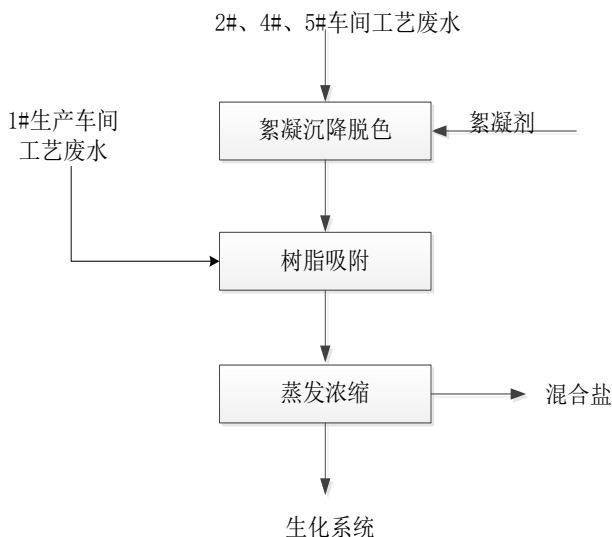 2#、4#、5#车间工艺废水
1#生产车间
工艺废水
絮凝沉降脱色
絮凝剂
树脂吸附
蒸发浓缩
混合盐
生化系统